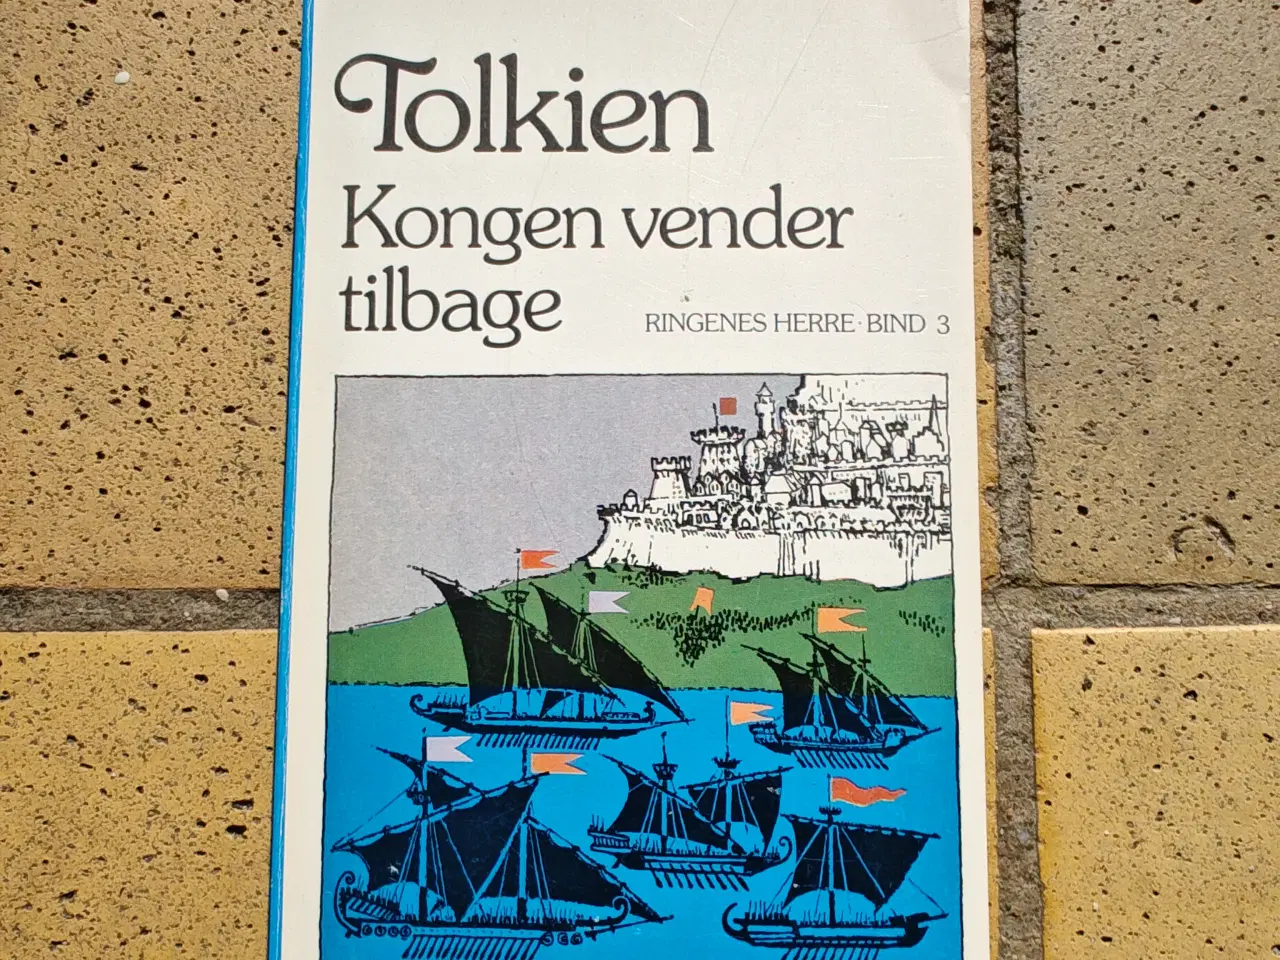 Tolkien
Kongen vender
tilbage
RINGENES HERRE · BIND 3